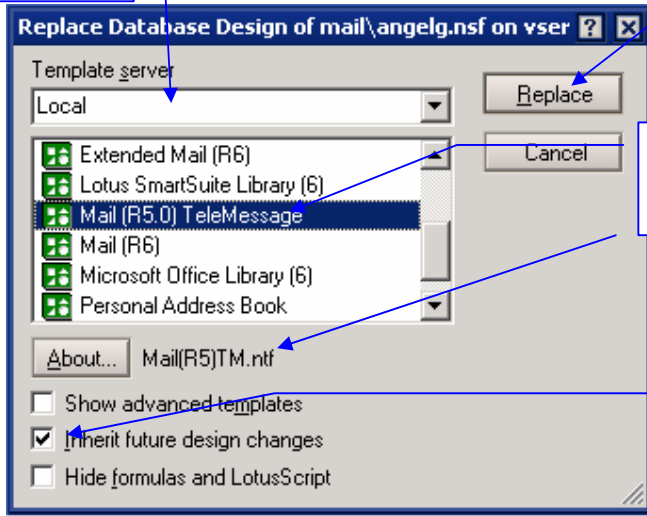 Replace Database Design of mail\angelg.nsf on vser
Template server
Local
Replace
Extended Mail (R6)
Cancel
Lotus SmartSuite Library (6)
Mail (R5.0) TeleMessage
Mail (R6)
Microsoft Office Library (6)
Personal Address Book
About... Mail(R5)TM.ntf
Show advanced templates
Inherit future design changes
Hide formulas and LotusScript